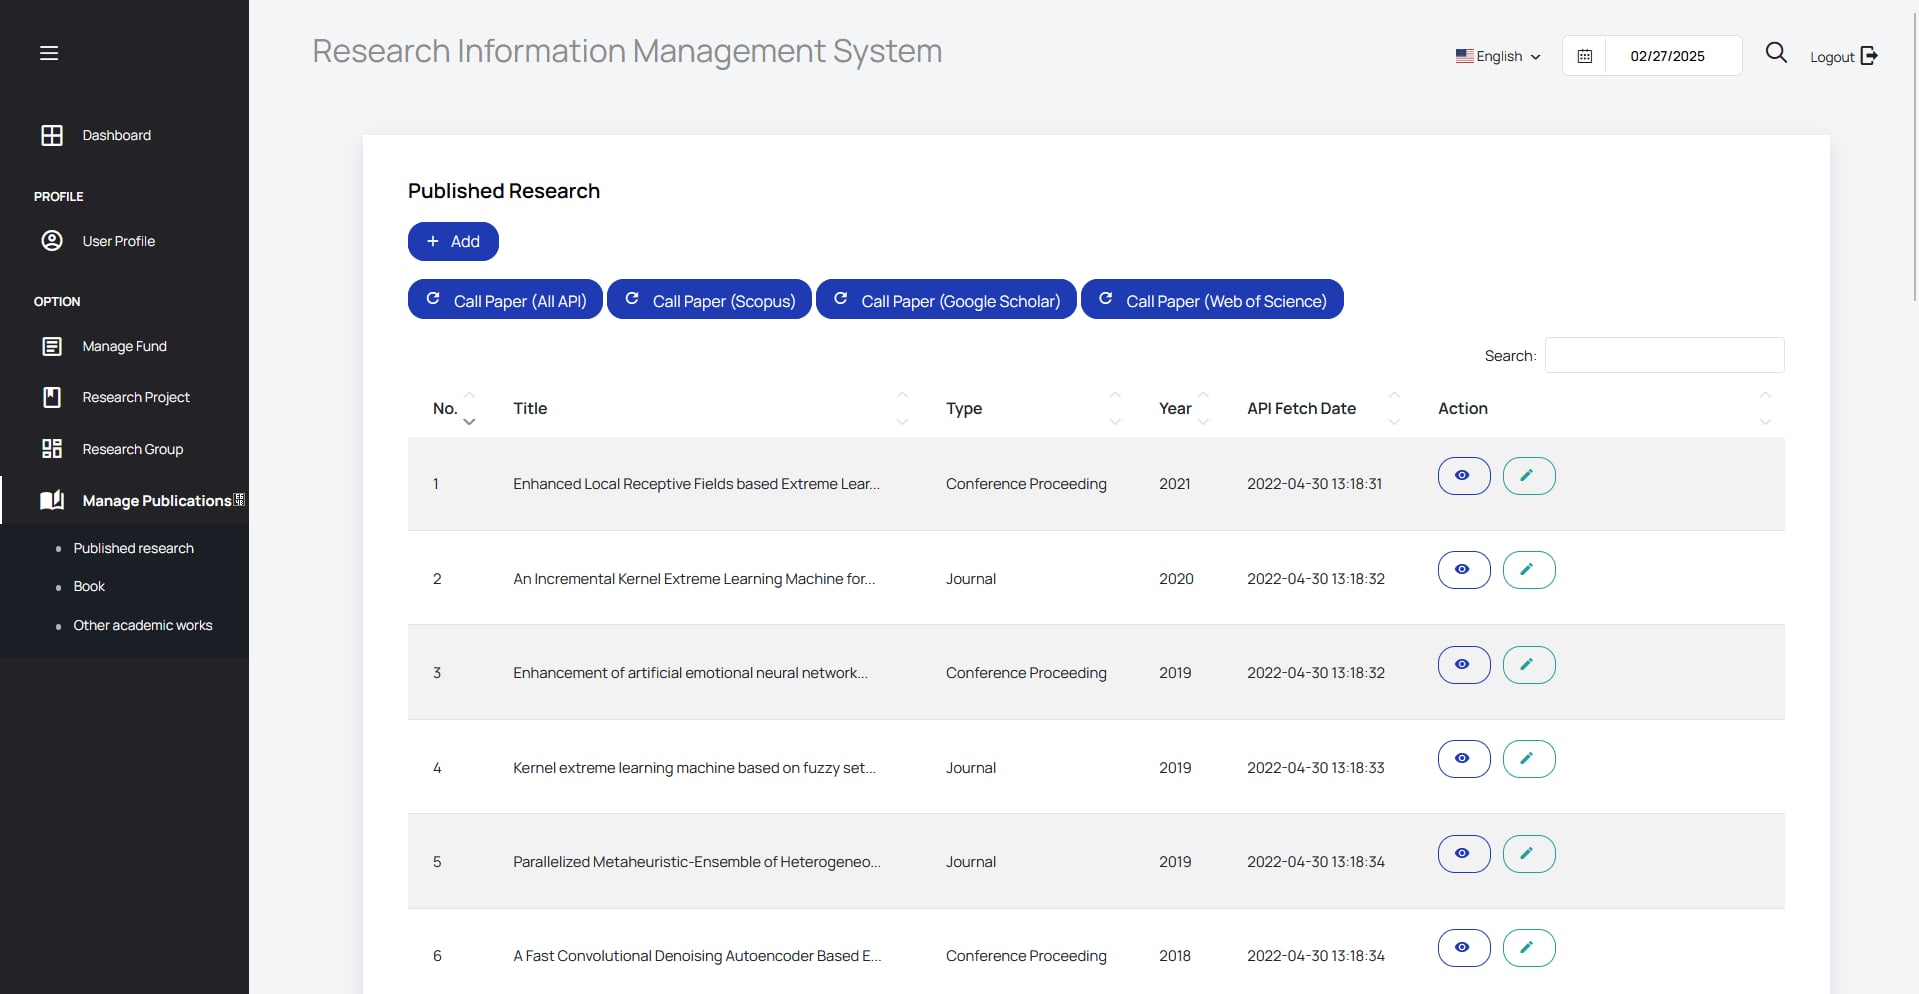 Research Information Management System
English
02/27/2025
Logout
Dashboard
PROFILE
User Profile
OPTION
Manage Fund
Research Project
Research Group
Manage Publications
Published research
Book
Other academic works
Published Research
+ Add
Call Paper (All API)
Call Paper (Scopus)
Call Paper (Google Scholar)
Call Paper (Web of Science)
Search:
No. Title Type Year API Fetch Date Action
1 Enhanced Local Receptive Fields based Extreme Lear... Conference Proceeding 2021 2022-04-30 13:18:31
2 An Incremental Kernel Extreme Learning Machine for... Journal 2020 2022-04-30 13:18:32
3 Enhancement of artificial emotional neural network... Conference Proceeding 2019 2022-04-30 13:18:32
4 Kernel extreme learning machine based on fuzzy set... Journal 2019 2022-04-30 13:18:33
5 Parallelized Metaheuristic-Ensemble of Heterogeneo... Journal 2019 2022-04-30 13:18:34
6 A Fast Convolutional Denoising Autoencoder Based E... Conference Proceeding 2018 2022-04-30 13:18:34